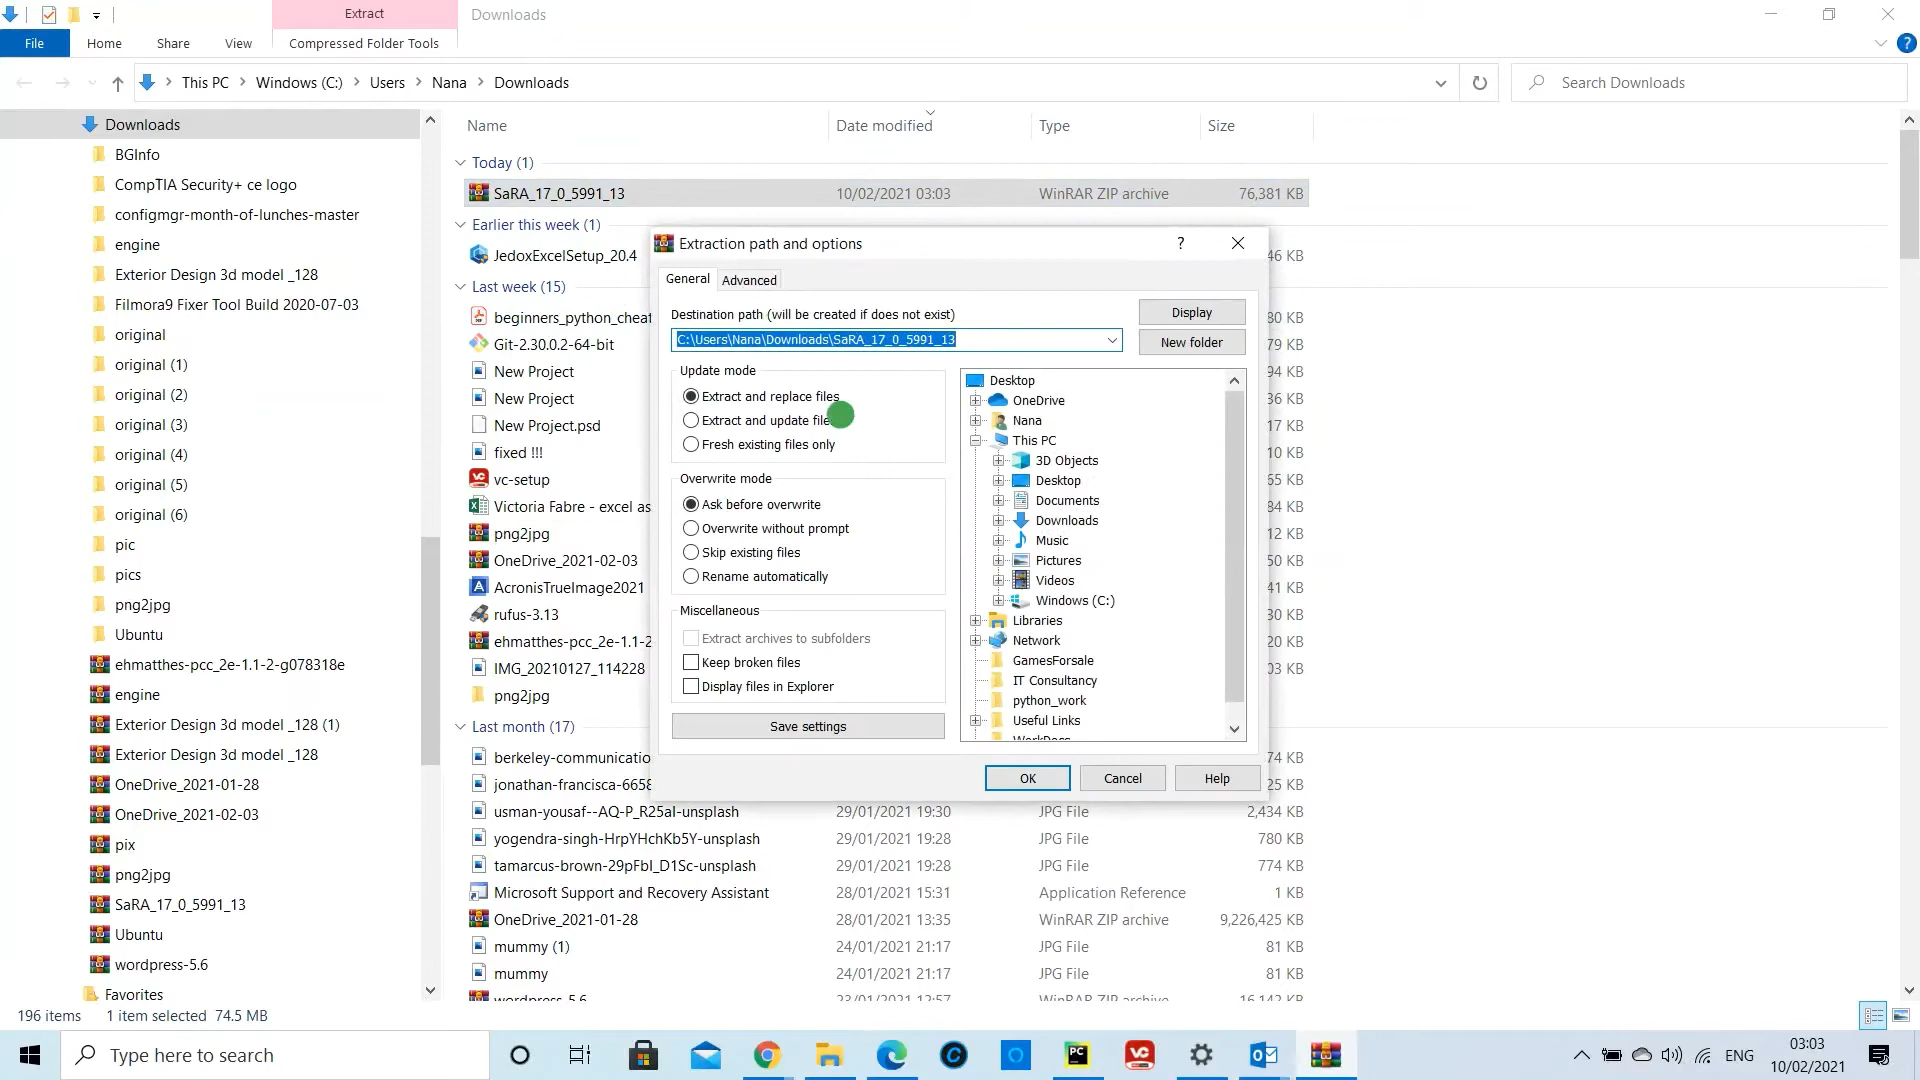 Extract
Downloads
File
Home
Share
View
Compressed Folder Tools
This PC
Windows (C:)
Users
Nana
Downloads
Search Downloads
Downloads
BGInfo
CompTIA Security+ ce logo
configmgr-month-of-lunches-master
engine
Exterior Design 3d model _128
Filmora9 Fixer Tool Build 2020-07-03
original
original (1)
original (2)
original (3)
original (4)
original (5)
original (6)
pic
pics
png2jpg
Ubuntu
ehmatthes-pcc_2e-1.1-2-g078318e
engine
Exterior Design 3d model _128 (1)
Exterior Design 3d model _128
OneDrive_2021-01-28
OneDrive_2021-02-03
pix
png2jpg
SaRA_17_0_5991_13
Ubuntu
wordpress-5.6
Favorites
Name
Date modified
Type
Size
Today (1)
SaRA_17_0_5991_13 10/02/2021 03:03 WinRAR ZIP archive 76,381 KB
Earlier this week (1)
JedoxExcelSetup_20.4 46 KB
Last week (15)
beginners_python_cheat 80 KB
Git-2.30.0.2-64-bit 79 KB
New Project 94 KB
New Project 36 KB
New Project.psd 17 KB
fixed !!! 10 KB
vc-setup 65 KB
Victoria Fabre - excel as 84 KB
png2jpg 12 KB
OneDrive_2021-02-03 50 KB
AcronisTrueImage2021 41 KB
rufus-3.13 30 KB
ehmatthes-pcc_2e-1.1-2 20 KB
IMG_20210127_114228 03 KB
png2jpg
Last month (17)
berkeley-communicatio 74 KB
jonathan-francisca-6658 25 KB
usman-yousaf--AQ-P_R25aI-unsplash 29/01/2021 19:30 JPG File 2,434 KB
yogendra-singh-HrpYHchKb5Y-unsplash 29/01/2021 19:28 JPG File 780 KB
tamarcus-brown-29pFbI_D1Sc-unsplash 29/01/2021 19:28 JPG File 774 KB
Microsoft Support and Recovery Assistant 28/01/2021 15:31 Application Reference 1 KB
OneDrive_2021-01-28 28/01/2021 13:35 WinRAR ZIP archive 9,226,425 KB
mummy (1) 24/01/2021 21:17 JPG File 81 KB
mummy 24/01/2021 21:17 JPG File 81 KB
wordpress-5.6 23/01/2021 12:57 WinRAR ZIP archive 16,142 KB
Extraction path and options
?
General
Advanced
Destination path (will be created if does not exist)
C:\Users\Nana\Downloads\SaRA_17_0_5991_13
Display
New folder
Update mode
Extract and replace files
Extract and update file
Fresh existing files only
Overwrite mode
Ask before overwrite
Overwrite without prompt
Skip existing files
Rename automatically
Miscellaneous
Extract archives to subfolders
Keep broken files
Display files in Explorer
Save settings
Desktop
OneDrive
Nana
This PC
3D Objects
Desktop
Documents
Downloads
Music
Pictures
Videos
Windows (C:)
Libraries
Network
GamesForsale
IT Consultancy
python_work
Useful Links
WorkDocs
OK
Cancel
Help
196 items
1 item selected 74.5 MB
Type here to search
ENG
03:03
10/02/2021